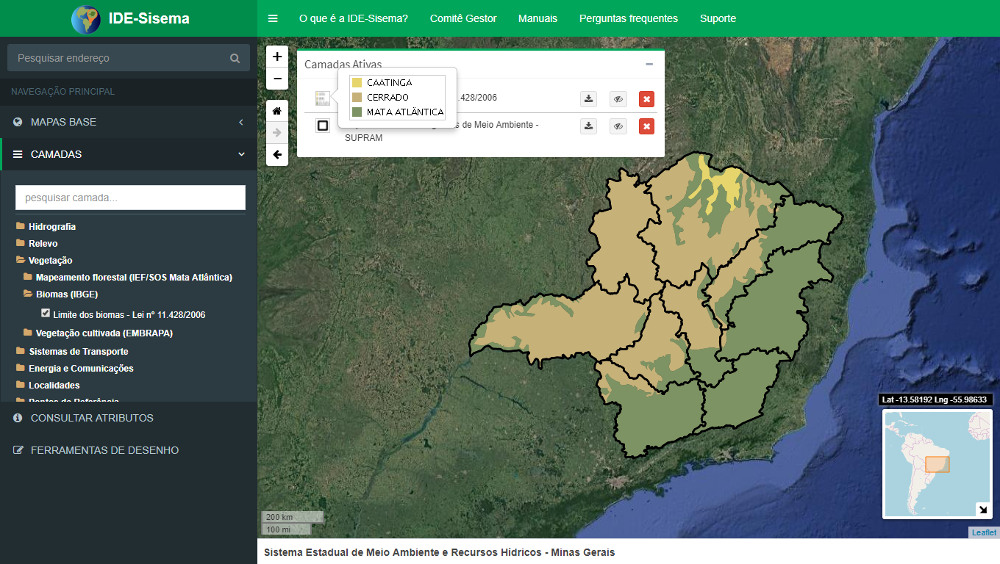 IDE-Sisema
O que é a IDE-Sisema?
Comitê Gestor
Manuais
Perguntas frequentes
Suporte
Pesquisar endereço
NAVEGAÇÃO PRINCIPAL
MAPAS BASE
CAMADAS
pesquisar camada...
Hidrografia
Relevo
Vegetação
Mapeamento florestal (IEF/SOS Mata Atlântica)
Biomas (IBGE)
Limite dos biomas - Lei nº 11.428/2006
Vegetação cultivada (EMBRAPA)
Sistemas de Transporte
Energia e Comunicações
Localidades
Pontos de Referência
CONSULTAR ATRIBUTOS
FERRAMENTAS DE DESENHO
+
−
Camadas Ativas
CAATINGA
CERRADO
MATA ATLÂNTICA
.428/2006
de Meio Ambiente -
SUPRAM
Lat -13.58192 Lng -55.98633
200 km
100 mi
Leaflet
Sistema Estadual de Meio Ambiente e Recursos Hídricos - Minas Gerais